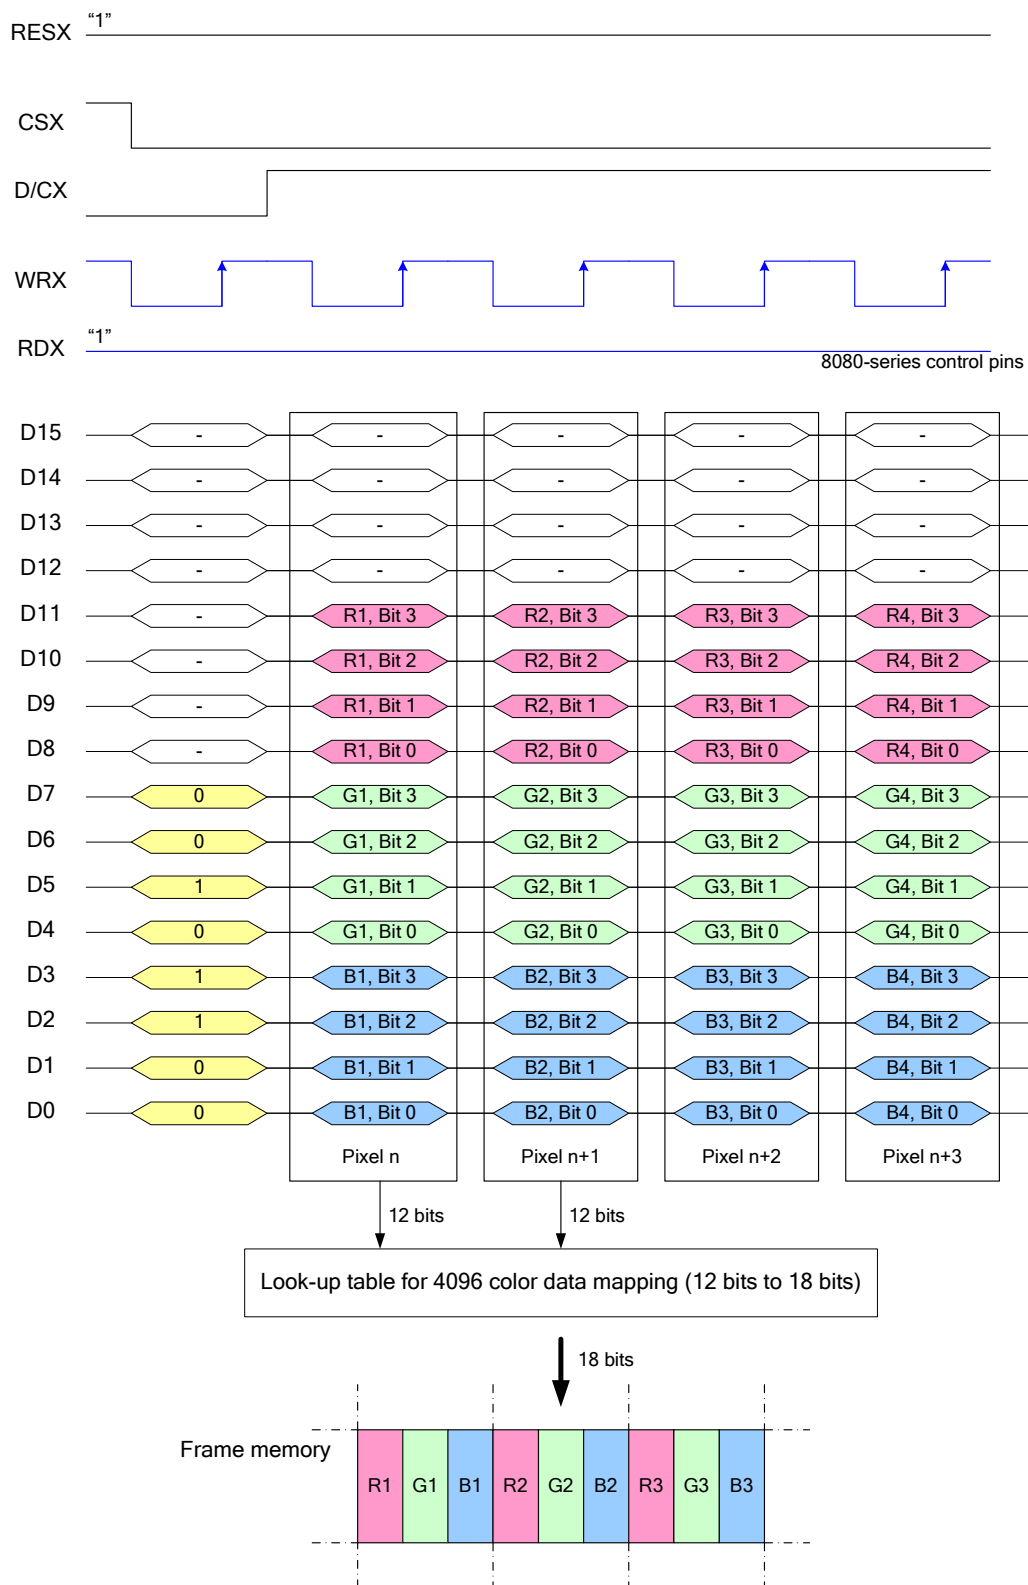 RESX “1”
CSX
D/CX
WRX
RDX “1”
8080-series control pins
D15 - - - - -
D14 - - - - -
D13 - - - - -
D12 - - - - -
D11 - R1, Bit 3 R2, Bit 3 R3, Bit 3 R4, Bit 3
D10 - R1, Bit 2 R2, Bit 2 R3, Bit 2 R4, Bit 2
D9 - R1, Bit 1 R2, Bit 1 R3, Bit 1 R4, Bit 1
D8 - R1, Bit 0 R2, Bit 0 R3, Bit 0 R4, Bit 0
D7 0 G1, Bit 3 G2, Bit 3 G3, Bit 3 G4, Bit 3
D6 0 G1, Bit 2 G2, Bit 2 G3, Bit 2 G4, Bit 2
D5 1 G1, Bit 1 G2, Bit 1 G3, Bit 1 G4, Bit 1
D4 0 G1, Bit 0 G2, Bit 0 G3, Bit 0 G4, Bit 0
D3 1 B1, Bit 3 B2, Bit 3 B3, Bit 3 B4, Bit 3
D2 1 B1, Bit 2 B2, Bit 2 B3, Bit 2 B4, Bit 2
D1 0 B1, Bit 1 B2, Bit 1 B3, Bit 1 B4, Bit 1
D0 0 B1, Bit 0 B2, Bit 0 B3, Bit 0 B4, Bit 0
Pixel n Pixel n+1 Pixel n+2 Pixel n+3
12 bits 12 bits
Look-up table for 4096 color data mapping (12 bits to 18 bits)
18 bits
Frame memory
R1 G1 B1 R2 G2 B2 R3 G3 B3